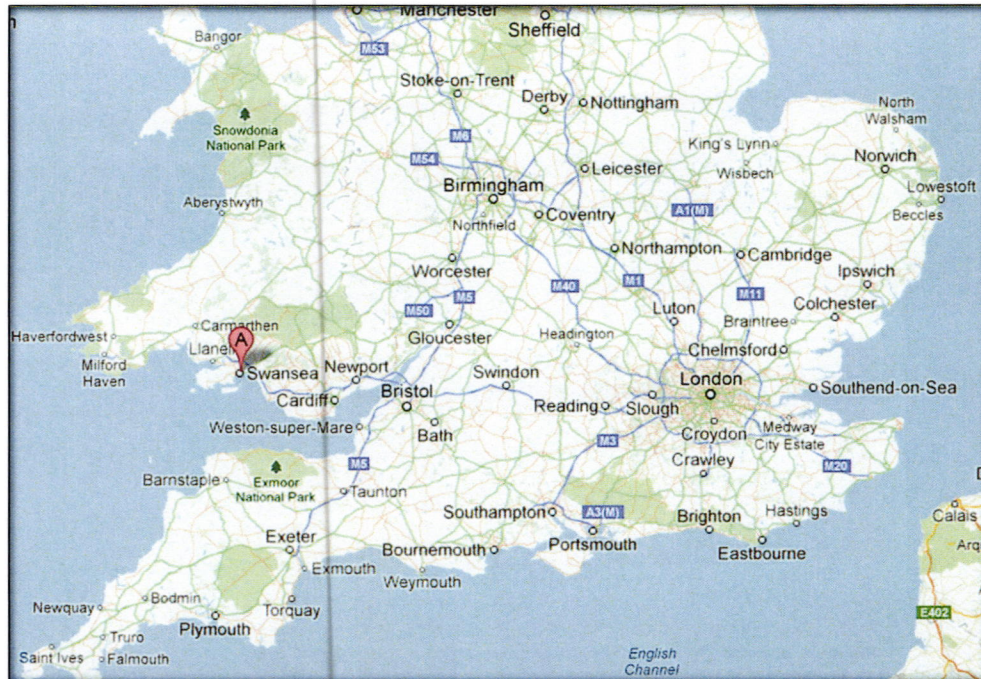 Manchester
Sheffield
Bangor
M53
Stoke-on-Trent
Derby
Nottingham
North
Walsham
Snowdonia
National Park
M6
King's Lynn
M54
Leicester
Wisbech
Norwich
Birmingham
Aberystwyth
Northfield
Coventry
A1(M)
Lowestoft
Beccles
Northampton
Cambridge
Worcester
Ipswich
M5
M40
M1
M11
M50
Luton
Colchester
Haverfordwest
Carmarthen
Gloucester
Headington
Braintree
A
Milford
Haven
Swansea
Newport
Chelmsford
Swindon
London
Southend-on-Sea
Cardiff
Bristol
Reading
Slough
Weston-super-Mare
Bath
Croydon
Medway
City Estate
M3
M5
Crawley
M20
Barnstaple
Exmoor
National Park
Taunton
Southampton
A3(M)
Brighton
Hastings
Calais
Portsmouth
Eastbourne
Exeter
Bournemouth
Exmouth
Weymouth
Arq
Newquay
Bodmin
Torquay
Plymouth
E402
Truro
Saint Ives
Falmouth
English
Channel